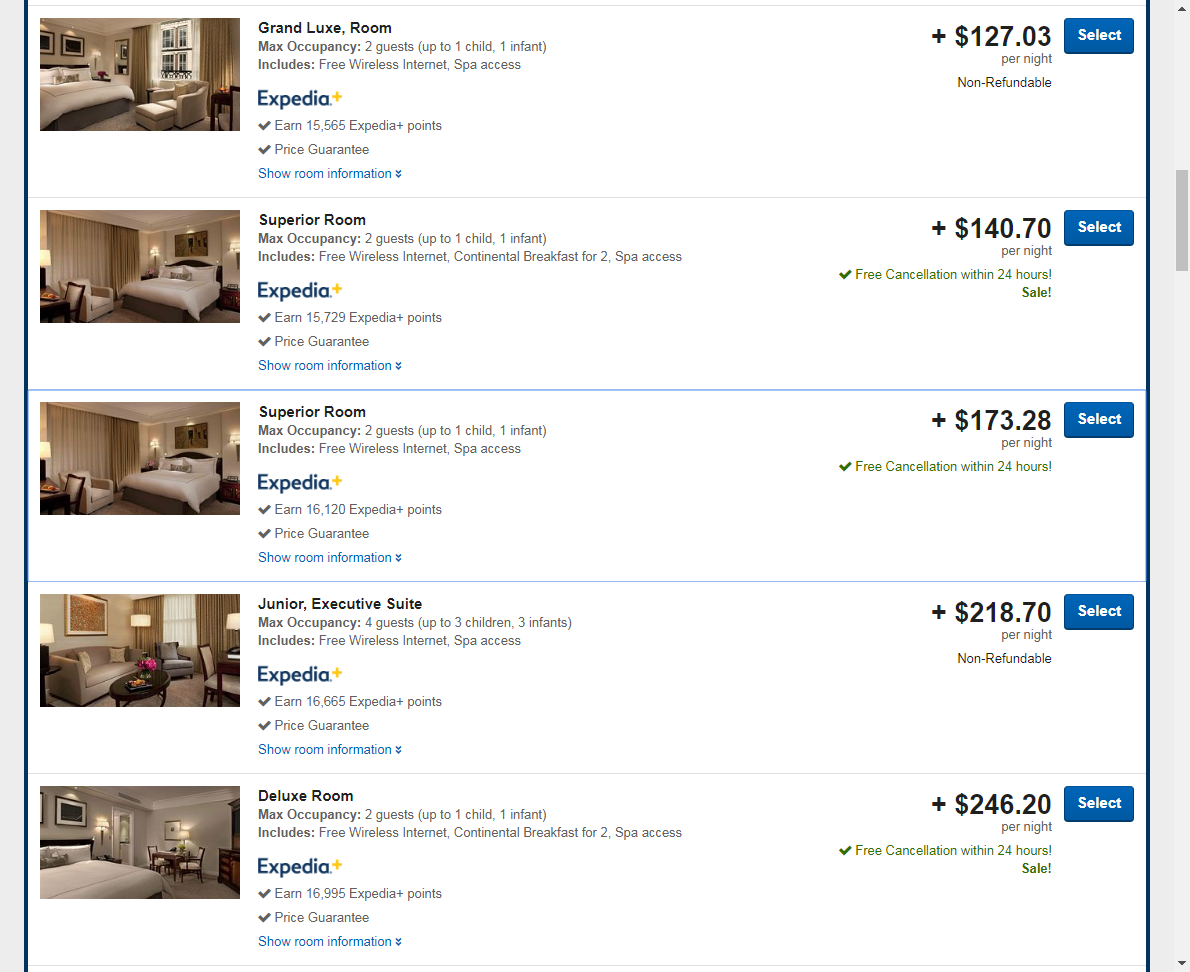 Grand Luxe, Room
Max Occupancy: 2 guests (up to 1 child, 1 infant)
Includes: Free Wireless Internet, Spa access
Expedia.+
Earn 15,565 Expedia+ points
Price Guarantee
Show room information
+ $127.03
per night
Non-Refundable
Select
Superior Room
Max Occupancy: 2 guests (up to 1 child, 1 infant)
Includes: Free Wireless Internet, Continental Breakfast for 2, Spa access
Expedia.+
Earn 15,729 Expedia+ points
Price Guarantee
Show room information
+ $140.70
per night
Free Cancellation within 24 hours!
Sale!
Select
Superior Room
Max Occupancy: 2 guests (up to 1 child, 1 infant)
Includes: Free Wireless Internet, Spa access
Expedia.+
Earn 16,120 Expedia+ points
Price Guarantee
Show room information
+ $173.28
per night
Free Cancellation within 24 hours!
Select
Junior, Executive Suite
Max Occupancy: 4 guests (up to 3 children, 3 infants)
Includes: Free Wireless Internet, Spa access
Expedia.+
Earn 16,665 Expedia+ points
Price Guarantee
Show room information
+ $218.70
per night
Non-Refundable
Select
Deluxe Room
Max Occupancy: 2 guests (up to 1 child, 1 infant)
Includes: Free Wireless Internet, Continental Breakfast for 2, Spa access
Expedia.+
Earn 16,995 Expedia+ points
Price Guarantee
Show room information
+ $246.20
per night
Free Cancellation within 24 hours!
Sale!
Select